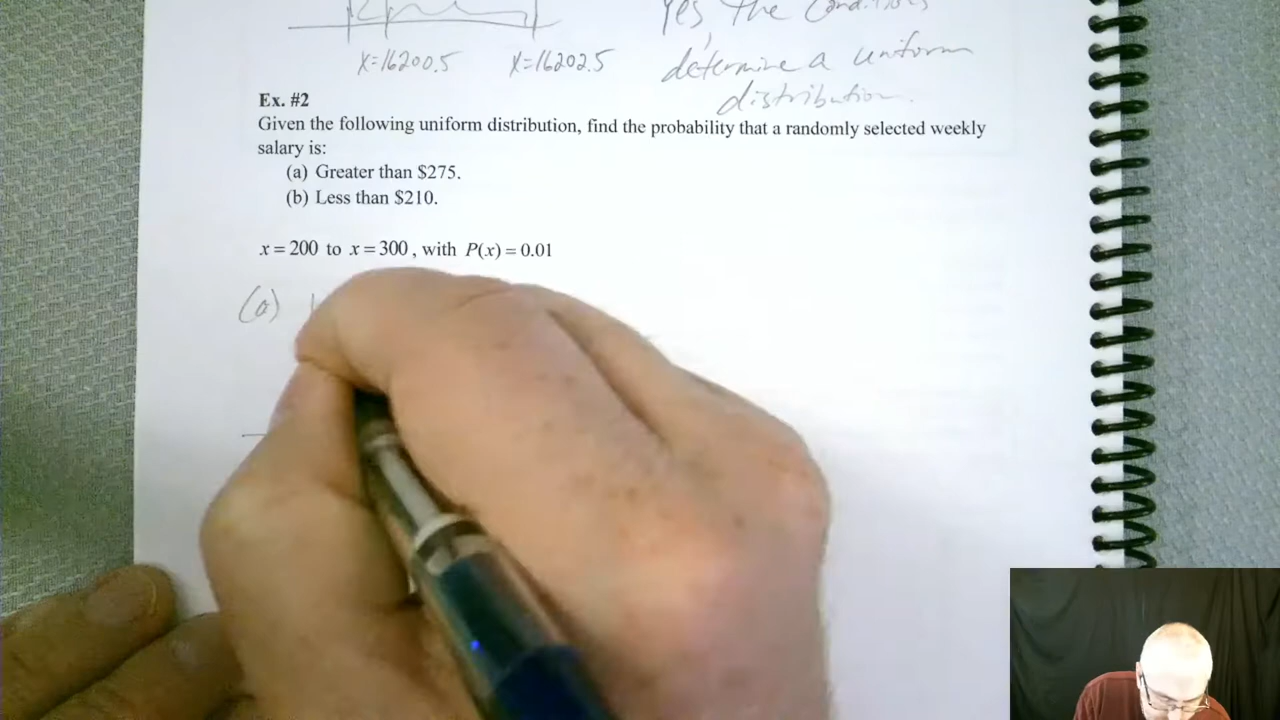 Yes, the conditions
x=16200.5 x=16202.5 determine a uniform
distribution.
Ex. #2
Given the following uniform distribution, find the probability that a randomly selected weekly
salary is:
(a) Greater than $275.
(b) Less than $210.
x = 200 to x = 300, with P(x) = 0.01
(a)